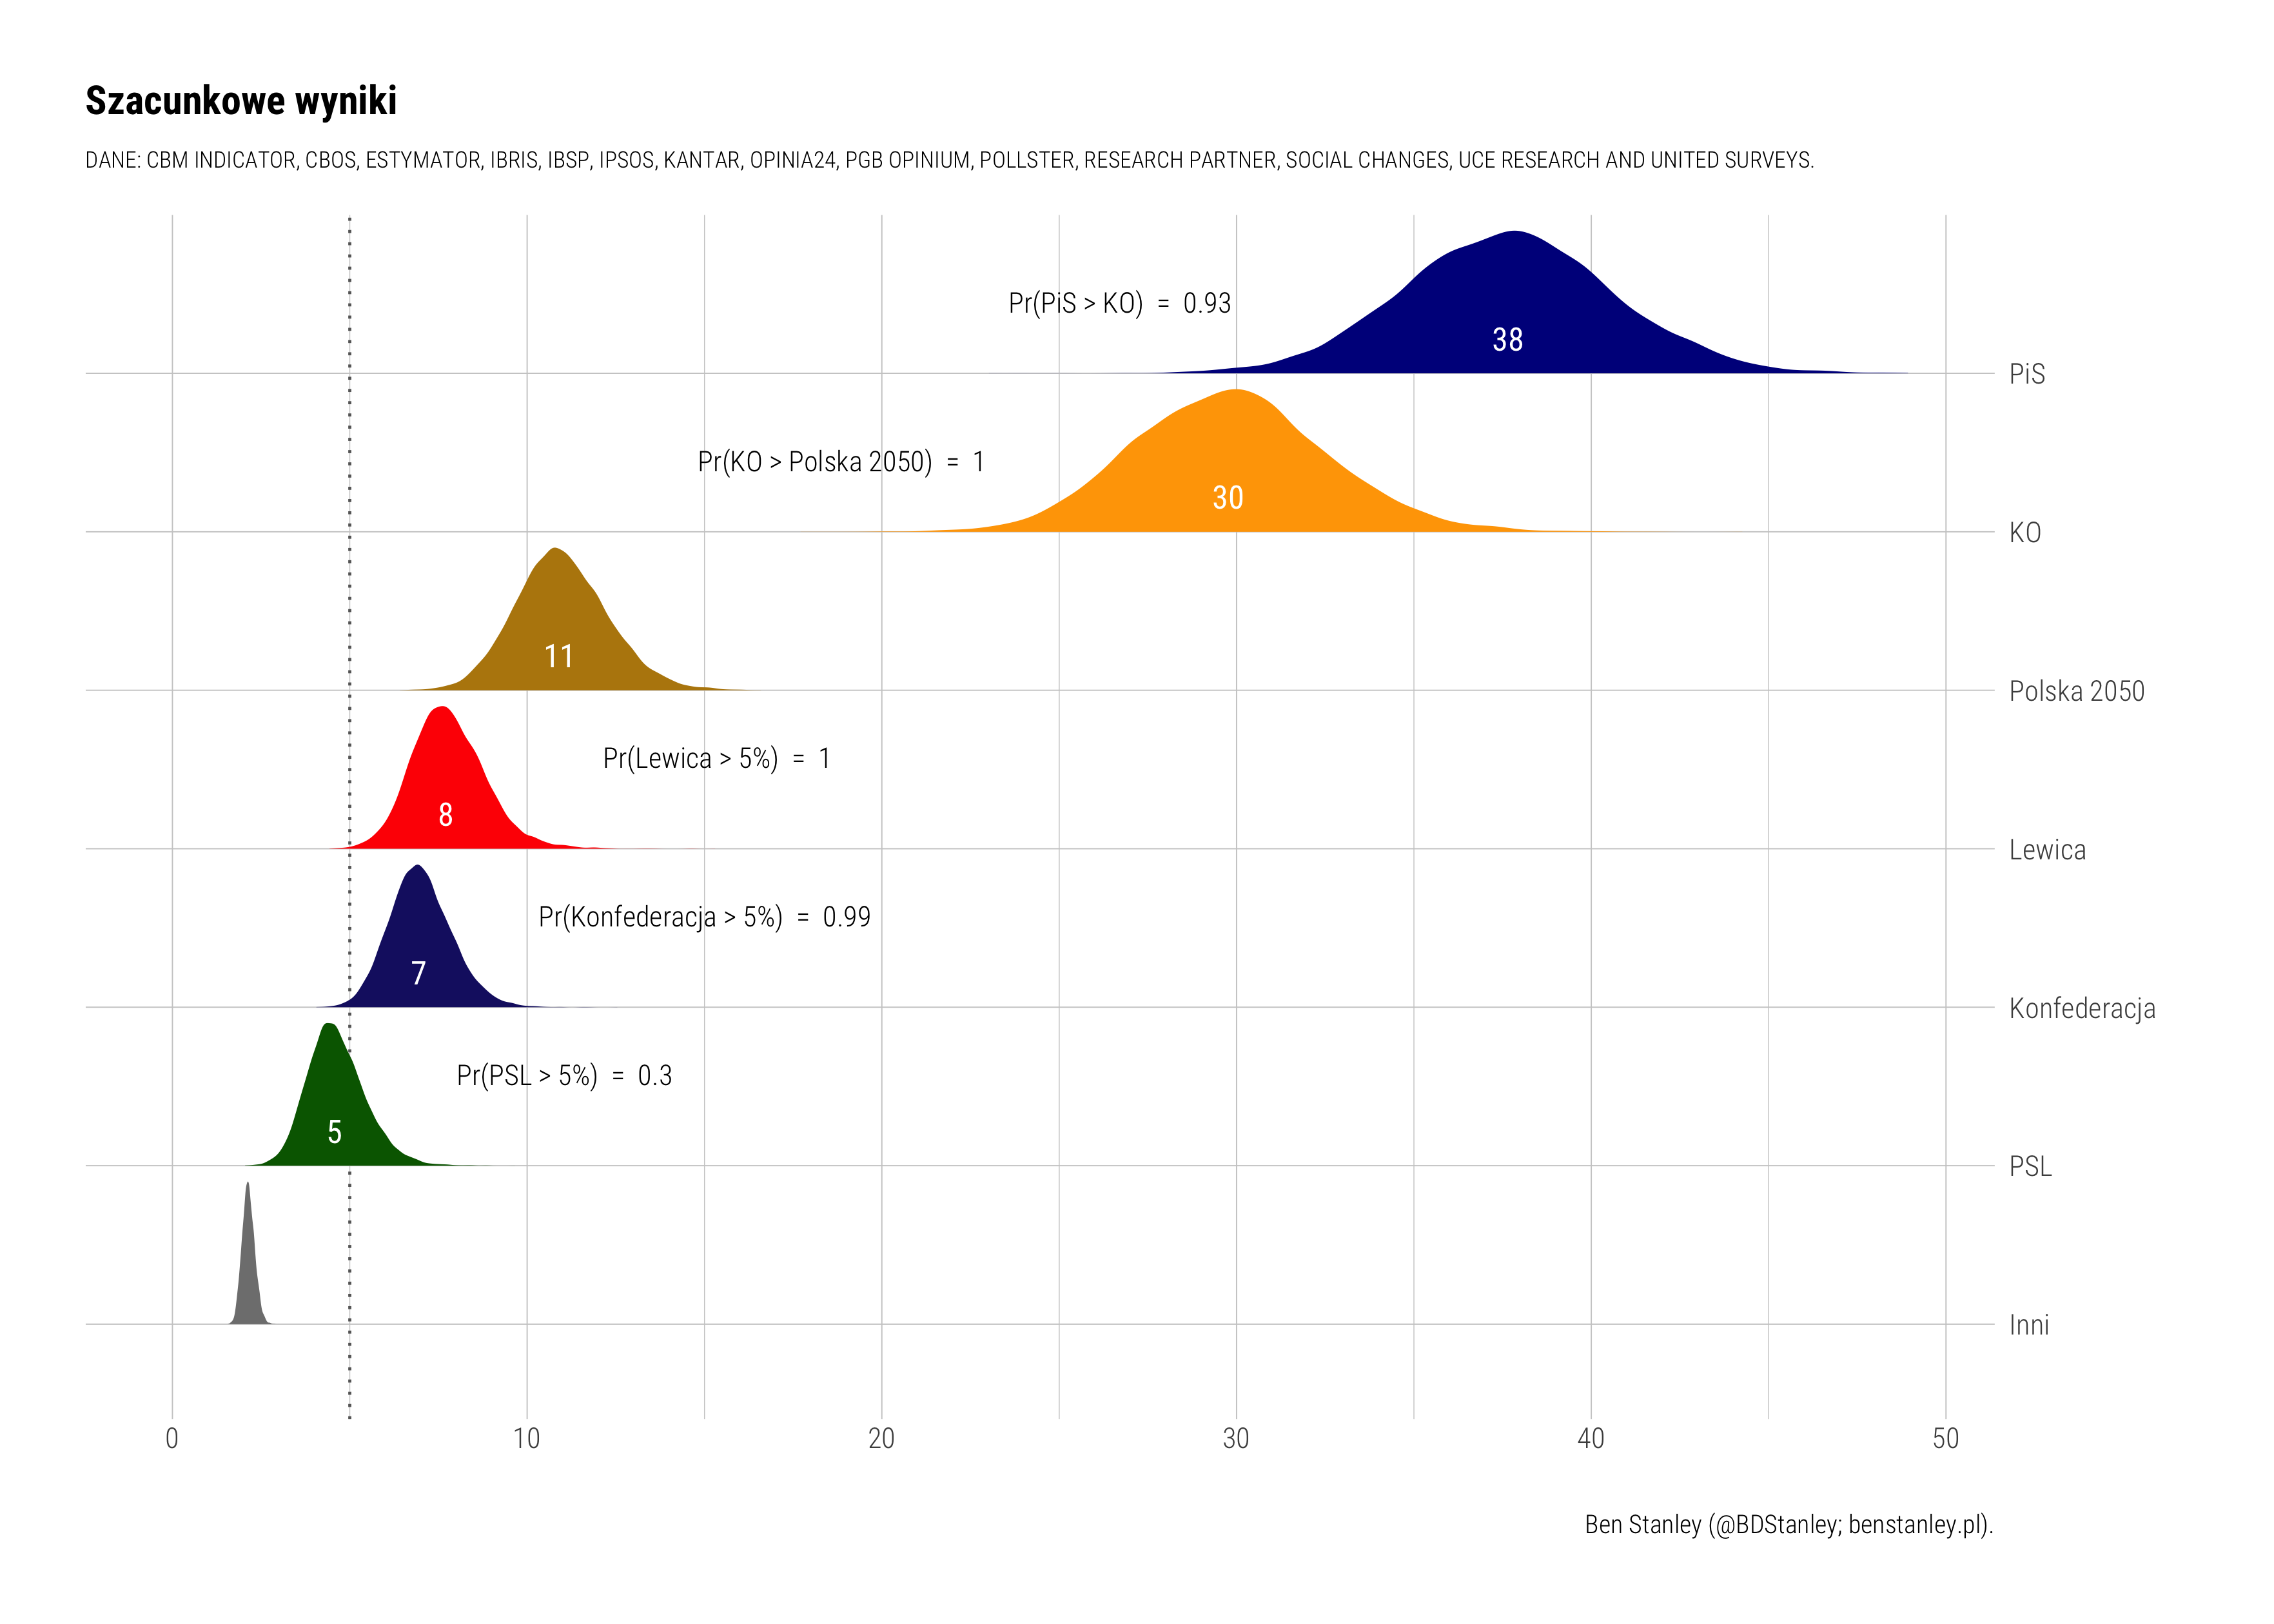 Szacunkowe wyniki
DANE: CBM INDICATOR, CBOS, ESTYMATOR, IBRIS, IBSP, IPSOS, KANTAR, OPINIA24, PGB OPINIUM, POLLSTER, RESEARCH PARTNER, SOCIAL CHANGES, UCE RESEARCH AND UNITED SURVEYS.
Pr(PiS > KO) = 0.93
38
PiS
Pr(KO > Polska 2050) = 1
30
KO
11
Polska 2050
Pr(Lewica > 5%) = 1
8
Lewica
Pr(Konfederacja > 5%) = 0.99
7
Konfederacja
Pr(PSL > 5%) = 0.3
5
PSL
Inni
0 10 20 30 40 50
Ben Stanley (@BDStanley; benstanley.pl).